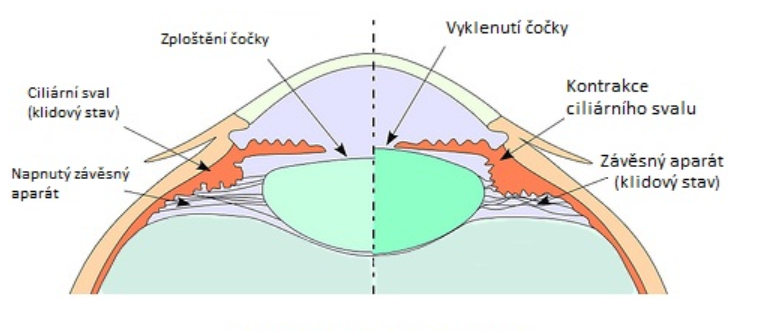 Zploštění čočky
Vyklenutí čočky
Ciliární sval
(klidový stav)
Kontrakce
ciliárního svalu
Napnutý závěsný
aparát
Závěsný aparát
(klidový stav)